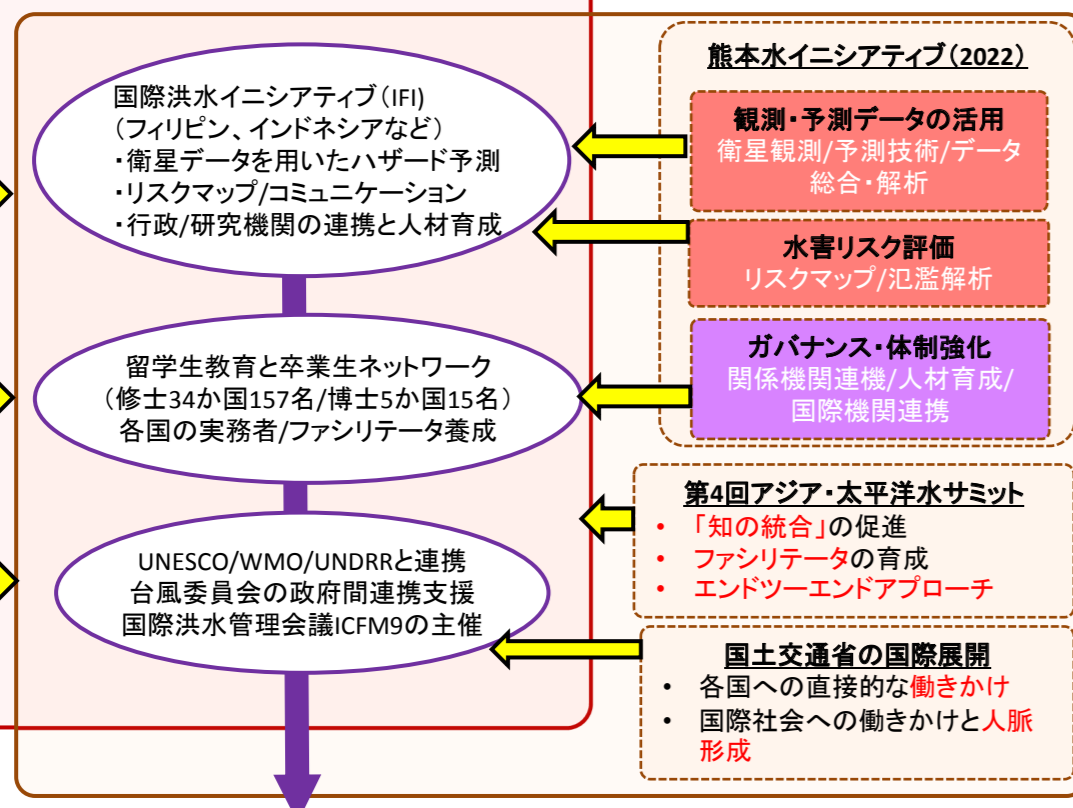 国際洪水イニシアティブ（IFI)
（フィリピン、インドネシアなど）
・衛星データを用いたハザード予測
・リスクマップ/コミュニケーション
・行政/研究機関の連携と人材育成
留学生教育と卒業生ネットワーク
（修士34か国157名/博士5か国15名）
各国の実務者/ファシリテータ養成
UNESCO/WMO/UNDRRと連携
台風委員会の政府間連携支援
国際洪水管理会議ICFM9の主催
熊本水イニシアティブ（2022）
観測・予測データの活用
衛星観測/予測技術/データ
総合・解析
水害リスク評価
リスクマップ/氾濫解析
ガバナンス・体制強化
関係機関連機/人材育成/
国際機関連携
第4回アジア・太平洋水サミット
• 「知の統合」の促進
• ファシリテータの育成
• エンドツーエンドアプローチ
国土交通省の国際展開
• 各国への直接的な働きかけ
• 国際社会への働きかけと人脈
形成